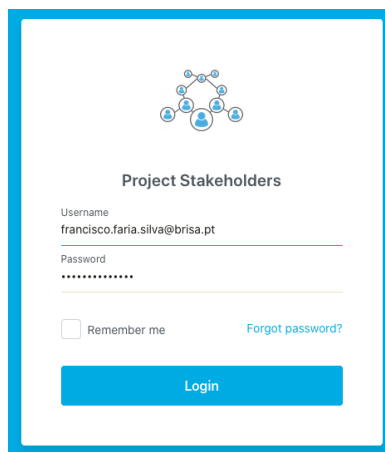 Project Stakeholders
Username
francisco.faria.silva@brisa.pt
Password
••••••••••••••
Remember me Forgot password?
Login